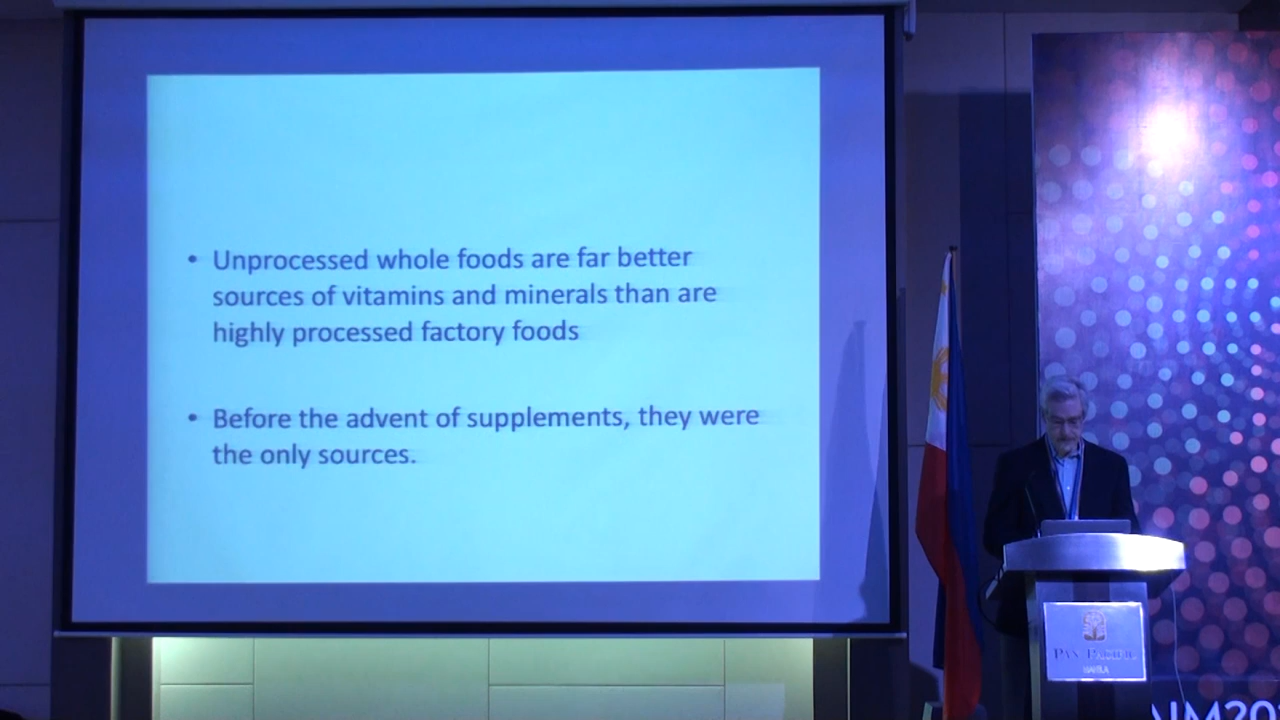 • Unprocessed whole foods are far better
sources of vitamins and minerals than are
highly processed factory foods
• Before the advent of supplements, they were
the only sources.
PAN PACIFIC
MANILA